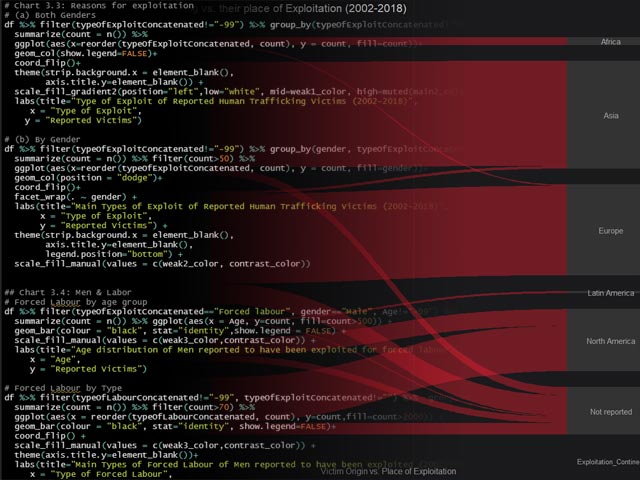 # Chart 3.3: Reasons for exploitation
vs. their place of Exploitation (2002-2018)
# (a) Both Genders
df %>% filter(typeOfExploitConcatenated!="-99") %>% group_by(typeOfExploitConcatenated)
summarize(count = n()) %>%
ggplot(aes(x=reorder(typeOfExploitConcatenated, count), y = count, fill=count))+
geom_col(show.legend=FALSE)+
coord_flip()+
theme(strip.background.x = element_blank(),
axis.title.y=element_blank()) +
scale_fill_gradient2(position="left",low="white", mid=weak1_color, high=muted(main2_
labs(title="Type of Exploit of Reported Human Trafficking Victims (2002-2018)",
x = "Type of Exploit",
y = "Reported Victims")
# (b) By Gender
df %>% filter(typeOfExploitConcatenated!="-99") %>% group_by(gender, typeOfExploitConcatenated
summarize(count = n()) %>% filter(count>50) %>%
ggplot(aes(x=reorder(typeOfExploitConcatenated, count), y = count, fill=gender))+
geom_col(position = "dodge")+
coord_flip()+
facet_wrap(. ~ gender) +
labs(title="Main Types of Exploit of Reported Human Trafficking Victims (2002-2018)",
x = "Type of Exploit",
y = "Reported Victims") +
theme(strip.background.x = element_blank(),
axis.title.y=element_blank(),
legend.position="bottom") +
scale_fill_manual(values = c(weak2_color, contrast_color))
## Chart 3.4: Men & Labor
# Forced Labour by age group
df %>% filter(typeOfExploitConcatenated=="Forced labour", gender=="Male", Age!="-99")
summarize(count = n()) %>% ggplot(aes(x = Age, y=count, fill=count>500)) +
geom_bar(colour = "black", stat="identity",show.legend = FALSE) +
scale_fill_manual(values = c(weak3_color,contrast_color)) +
labs(title="Age distribution of Men reported to have been exploited for forced labour
x = "Age",
y = "Reported Victims")
# Forced Labour by Type
df %>% filter(typeOfLabourConcatenated!="-99", typeOfExploitConcatenated!="") %>%
summarize(count = n()) %>% filter(count>70) %>%
ggplot(aes(x = reorder(typeOfLabourConcatenated, count), y=count,fill=count>2000)) +
geom_bar(colour = "black", stat="identity", show.legend=FALSE)+
coord_flip() +
scale_fill_manual(values = c(weak3_color,contrast_color)) +
theme(axis.title.y=element_blank())+
labs(title="Main Types of Forced Labour of Men reported to have been exploited
x = "Type of Forced Labour",
Africa
Asia
Europe
Latin America
North America
Not reported
Exploitation_Contine
Victim Origin vs. Place of Exploitation